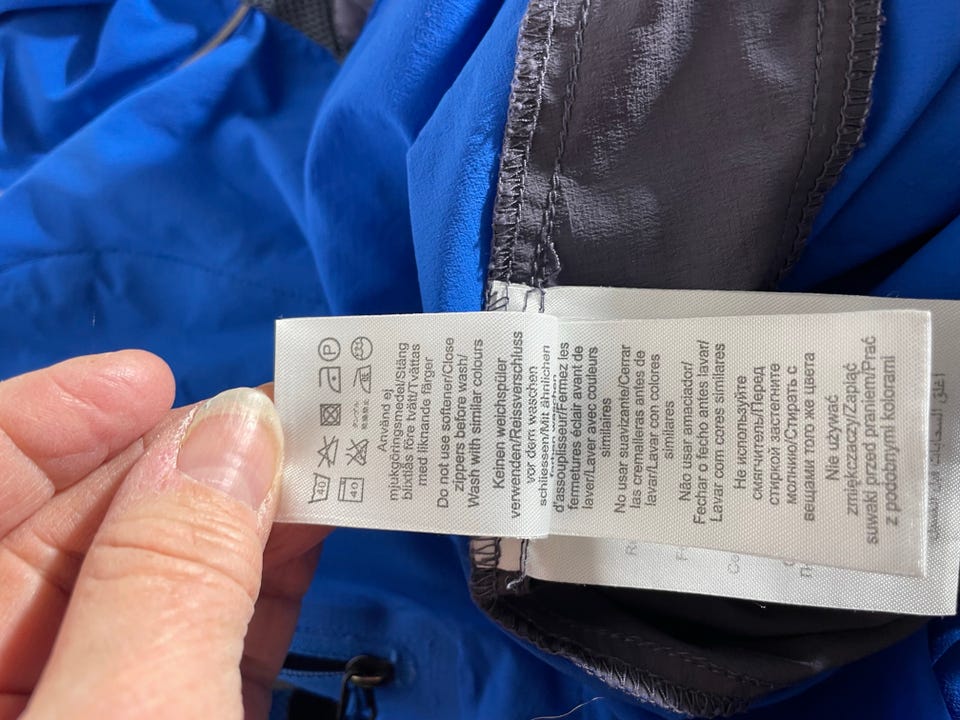 40
P
40
Använd ej
mjukgöringsmedel/Stäng
blixtlås före tvätt/Tvättas
med liknande färger
Do not use softener/Close
zippers before wash/
Wash with similar colours
Keinen weichspüler
verwenden/Reissverschluss
vor dem waschen
schliessen/Mit ähnlichen
d'assouplisseur/Fermez les
fermetures éclair avant de
laver/Laver avec couleurs
similaires
No usar suavizante/Cerrar
las cremalleras antes de
lavar/Lavar con colores
similares
Não usar amaciador/
Fechar o fecho antes lavar/
Lavar com cores similares
Не используйте
смягчитель/Перед
стиркой застегните
молнию/Стирать с
вещами того же цвета
Nie używać
zmiękczaczy/Zapiąć
suwaki przed praniem/Prać
z podobnymi kolorami